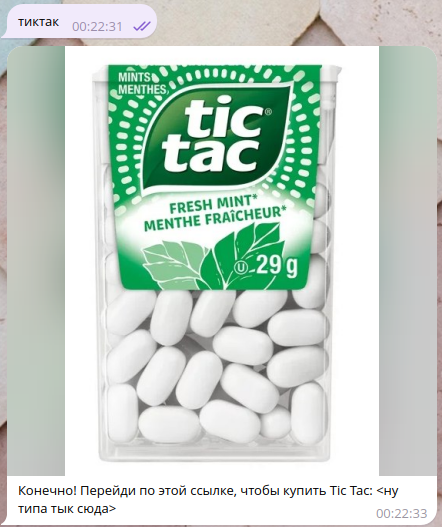 тиктак 00:22:31
MINTS
MENTHES
tic®
tac
FRESH MINT*
MENTHE FRAÎCHEUR*
U 29 g
Конечно! Перейди по этой ссылке, чтобы купить Tic Tac: <ну
типа тык сюда> 00:22:33